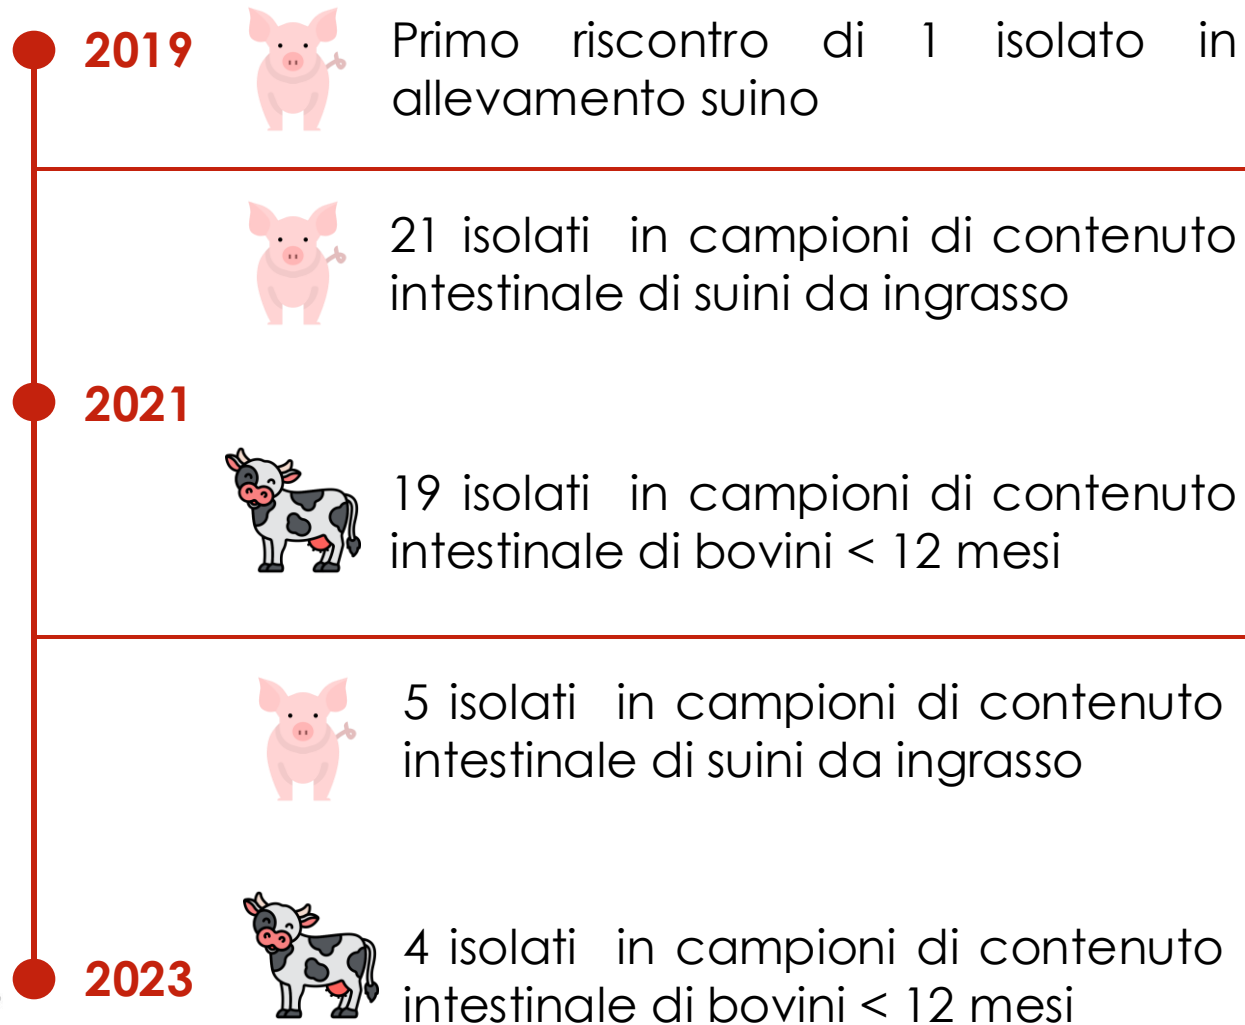 2019
Primo riscontro di 1 isolato in
allevamento suino
21 isolati in campioni di contenuto
intestinale di suini da ingrasso
2021
19 isolati in campioni di contenuto
intestinale di bovini < 12 mesi
5 isolati in campioni di contenuto
intestinale di suini da ingrasso
2023
4 isolati in campioni di contenuto
intestinale di bovini < 12 mesi